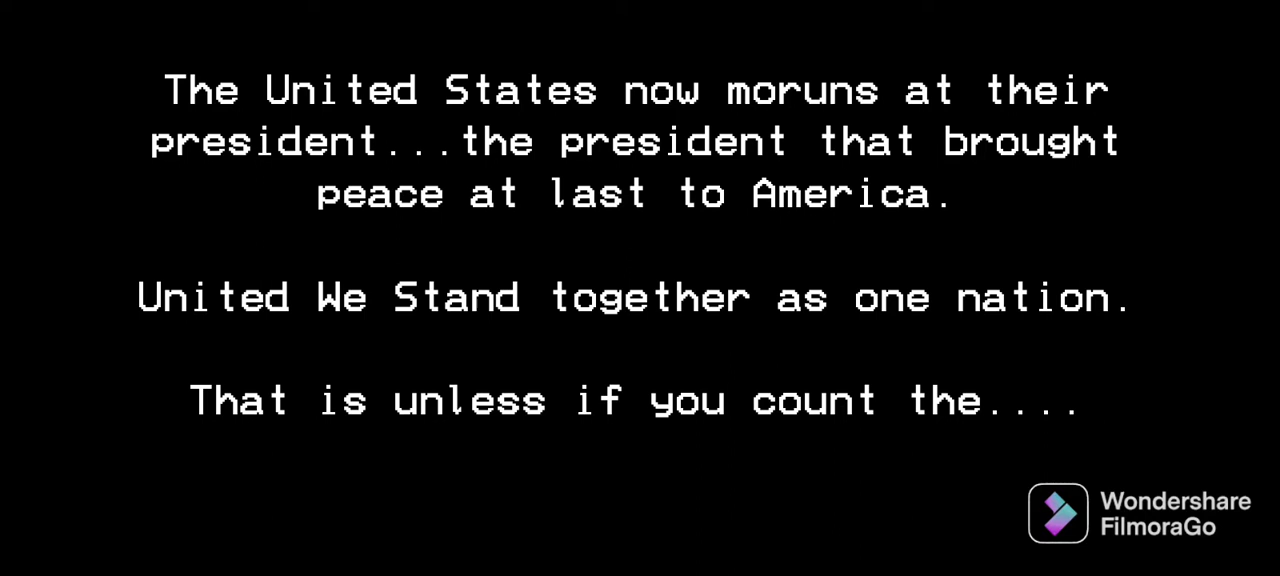 The United States now moruns at their
president...the president that brought
peace at last to America.
United We Stand together as one nation.
That is unless if you count the....
Wondershare
FilmoraGo